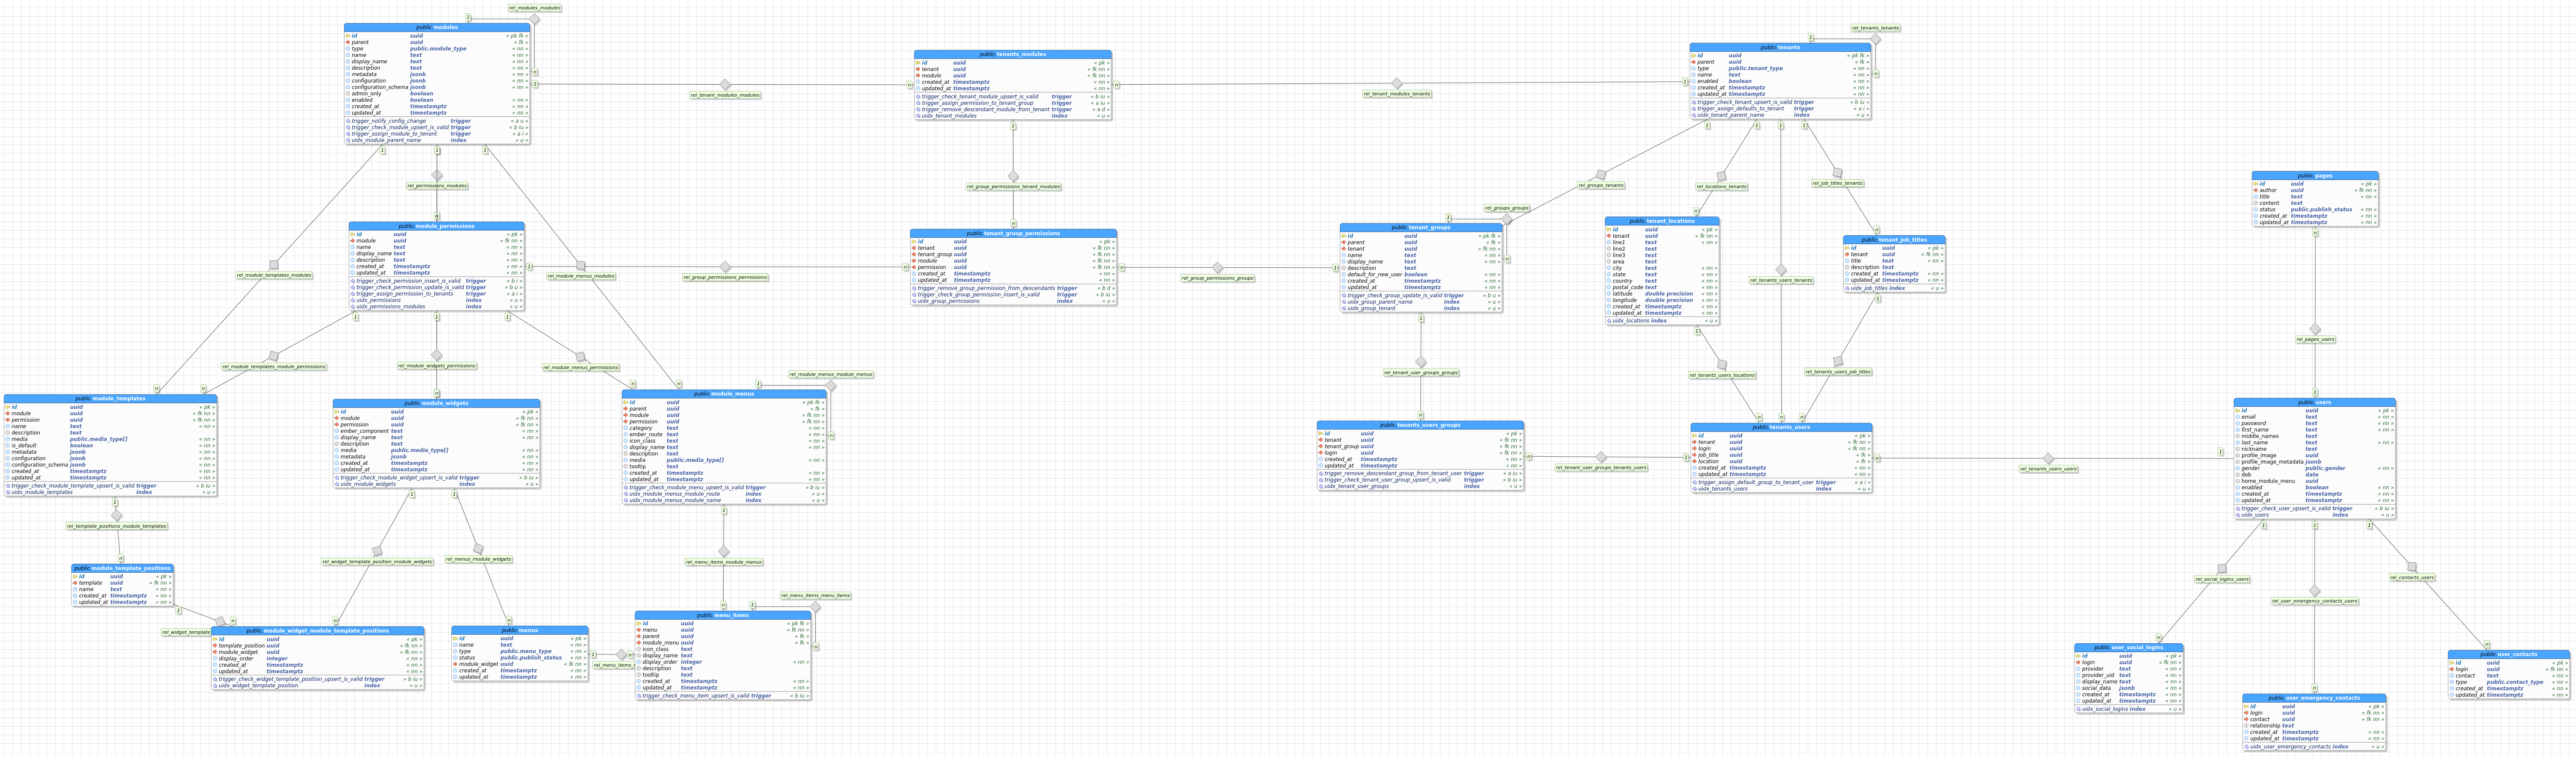 rel_modules_modules
public.modules
id uuid « pk fk »
parent uuid « fk »
type public.module_type « nn »
name text « nn »
display_name text « nn »
description text « nn »
metadata jsonb « nn »
configuration jsonb « nn »
configuration_schema jsonb « nn »
admin_only boolean
enabled boolean « nn »
created_at timestamptz « nn »
updated_at timestamptz « nn »
trigger_notify_config_change trigger « a u »
trigger_check_module_upsert_is_valid trigger « b iu »
trigger_assign_module_to_tenant trigger « a i »
uidx_module_parent_name index « u »
rel_tenant_modules_modules
public.tenants_modules
id uuid « pk »
tenant uuid « fk nn »
module uuid « fk nn »
created_at timestamptz « nn »
updated_at timestamptz « nn »
trigger_check_tenant_module_upsert_is_valid trigger « b iu »
trigger_assign_permission_to_tenant_group trigger « a iu »
trigger_remove_descendant_module_from_tenant trigger « a d »
uidx_tenant_modules index « u »
rel_tenant_modules_tenants
rel_tenants_tenants
public.tenants
id uuid « pk fk »
parent uuid « fk »
type public.tenant_type « nn »
name text « nn »
enabled boolean « nn »
created_at timestamptz « nn »
updated_at timestamptz « nn »
trigger_check_tenant_upsert_is_valid trigger « b iu »
trigger_assign_defaults_to_tenant trigger « a i »
uidx_tenant_parent_name index « u »
rel_permissions_modules
rel_group_permissions_tenant_modules
rel_groups_tenants
rel_locations_tenants
rel_job_titles_tenants
public.pages
id uuid « pk »
author uuid « fk nn »
title text « nn »
content text
status public.publish_status « nn »
created_at timestamptz « nn »
updated_at timestamptz « nn »
public.module_permissions
id uuid « pk »
module uuid « fk nn »
name text « nn »
display_name text « nn »
description text « nn »
created_at timestamptz « nn »
updated_at timestamptz « nn »
trigger_check_permission_insert_is_valid trigger « b i »
trigger_check_permission_update_is_valid trigger « b u »
trigger_assign_permission_to_tenants trigger « a i »
uidx_permissions index « u »
uidx_permissions_modules index « u »
rel_module_templates_modules
rel_module_menus_modules
rel_group_permissions_permissions
public.tenant_group_permissions
id uuid « pk »
tenant uuid « fk nn »
tenant_group uuid « fk nn »
module uuid « fk nn »
permission uuid « fk nn »
created_at timestamptz « nn »
updated_at timestamptz « nn »
trigger_remove_group_permission_from_descendants trigger « b d »
trigger_check_group_permission_insert_is_valid trigger « b iu »
uidx_group_permissions index « u »
rel_group_permissions_groups
rel_groups_groups
public.tenant_groups
id uuid « pk fk »
parent uuid « fk »
tenant uuid « fk nn »
name text « nn »
display_name text « nn »
description text
default_for_new_user boolean « nn »
created_at timestamptz « nn »
updated_at timestamptz « nn »
trigger_check_group_update_is_valid trigger « b u »
uidx_group_parent_name index « u »
uidx_group_tenant index « u »
public.tenant_locations
id uuid « pk »
tenant uuid « fk nn »
line1 text « nn »
line2 text
line3 text
area text
city text « nn »
state text « nn »
country text « nn »
postal_code text « nn »
latitude double precision « nn »
longitude double precision « nn »
created_at timestamptz « nn »
updated_at timestamptz « nn »
uidx_locations index « u »
rel_tenants_users_tenants
public.tenant_job_titles
id uuid « pk »
tenant uuid « fk nn »
title text « nn »
description text
created_at timestamptz « nn »
updated_at timestamptz « nn »
uidx_job_titles index « u »
rel_pages_users
rel_module_templates_module_permissions
rel_module_widgets_permissions
rel_module_menus_permissions
rel_module_menus_module_menus
rel_tenant_user_groups_groups
rel_tenants_users_locations
rel_tenants_users_job_titles
public.module_templates
id uuid « pk »
module uuid « fk nn »
permission uuid « fk nn »
name text « nn »
description text
media public.media_type[] « nn »
is_default boolean « nn »
metadata jsonb « nn »
configuration jsonb « nn »
configuration_schema jsonb « nn »
created_at timestamptz « nn »
updated_at timestamptz « nn »
trigger_check_module_template_upsert_is_valid trigger « b iu »
uidx_module_templates index « u »
public.module_widgets
id uuid « pk »
module uuid « fk nn »
permission uuid « fk nn »
ember_component text « nn »
display_name text « nn »
description text
media public.media_type[] « nn »
metadata jsonb « nn »
created_at timestamptz « nn »
updated_at timestamptz « nn »
trigger_check_module_widget_upsert_is_valid trigger « b iu »
uidx_module_widgets index « u »
public.module_menus
id uuid « pk fk »
parent uuid « fk »
module uuid « fk nn »
permission uuid « fk nn »
category text « nn »
ember_route text « nn »
icon_class text « nn »
display_name text « nn »
description text
media public.media_type[] « nn »
tooltip text
created_at timestamptz « nn »
updated_at timestamptz « nn »
trigger_check_module_menu_upsert_is_valid trigger « b iu »
uidx_module_menus_module_route index « u »
uidx_module_menus_module_name index « u »
public.tenants_users_groups
id uuid « pk »
tenant uuid « fk nn »
tenant_group uuid « fk nn »
login uuid « fk nn »
created_at timestamptz « nn »
updated_at timestamptz « nn »
trigger_remove_descendant_group_from_tenant_user trigger « a iu »
trigger_check_tenant_user_group_upsert_is_valid trigger « b iu »
uidx_tenant_user_groups index « u »
rel_tenant_user_groups_tenants_users
public.tenants_users
id uuid « pk »
tenant uuid « fk nn »
login uuid « fk nn »
job_title uuid « fk »
location uuid « fk »
created_at timestamptz « nn »
updated_at timestamptz « nn »
trigger_assign_default_group_to_tenant_user trigger « a i »
uidx_tenants_users index « u »
rel_tenants_users_users
public.users
id uuid « pk »
email text « nn »
password text « nn »
first_name text « nn »
middle_names text
last_name text « nn »
nickname text
profile_image uuid
profile_image_metadata jsonb
gender public.gender « nn »
dob date
home_module_menu uuid
enabled boolean « nn »
created_at timestamptz « nn »
updated_at timestamptz « nn »
trigger_check_user_upsert_is_valid trigger « b iu »
uidx_users index « u »
rel_template_positions_module_templates
public.module_template_positions
id uuid « pk »
template uuid « fk nn »
name text « nn »
created_at timestamptz « nn »
updated_at timestamptz « nn »
rel_widget_template_position_module_widgets
rel_menus_module_widgets
rel_menu_items_module_menus
rel_menu_items_menu_items
rel_widget_template
public.module_widget_module_template_positions
id uuid « pk »
template_position uuid « fk nn »
module_widget uuid « fk nn »
display_order integer « nn »
created_at timestamptz « nn »
updated_at timestamptz « nn »
trigger_check_widget_template_position_upsert_is_valid trigger « b iu »
uidx_widget_template_position index « u »
public.menus
id uuid « pk »
name text « nn »
type public.menu_type « nn »
status public.publish_status « nn »
module_widget uuid « fk nn »
created_at timestamptz « nn »
updated_at timestamptz « nn »
rel_menu_items_
public.menu_items
id uuid « pk fk »
menu uuid « fk nn »
parent uuid « fk »
module_menu uuid « fk »
icon_class text
display_name text
display_order integer « nn »
description text
tooltip text
created_at timestamptz « nn »
updated_at timestamptz « nn »
trigger_check_menu_item_upsert_is_valid trigger « b iu »
rel_social_logins_users
rel_user_emergency_contacts_users
rel_contacts_users
public.user_social_logins
id uuid « pk »
login uuid « fk nn »
provider text « nn »
provider_uid text « nn »
display_name text « nn »
social_data jsonb « nn »
created_at timestamptz « nn »
updated_at timestamptz « nn »
uidx_social_logins index « u »
public.user_emergency_contacts
id uuid « pk »
login uuid « fk nn »
contact uuid « fk nn »
relationship text
created_at timestamptz « nn »
updated_at timestamptz « nn »
uidx_user_emergency_contacts index « u »
public.user_contacts
id uuid « pk »
login uuid « fk nn »
contact text « nn »
type public.contact_type « nn »
created_at timestamptz « nn »
updated_at timestamptz « nn »